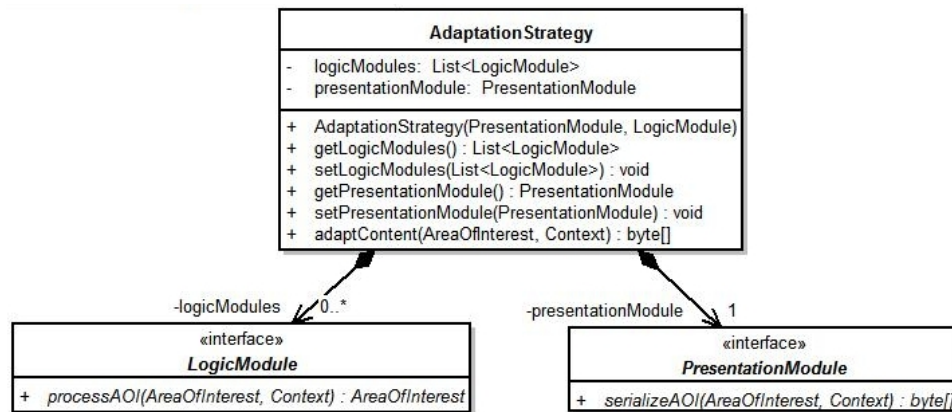 AdaptationStrategy
- logicModules: List<LogicModule>
- presentationModule: PresentationModule
+ AdaptationStrategy(PresentationModule, LogicModule)
+ getLogicModules() : List<LogicModule>
+ setLogicModules(List<LogicModule>) : void
+ getPresentationModule() : PresentationModule
+ setPresentationModule(PresentationModule) : void
+ adaptContent(AreaOfInterest, Context) : byte[]
-logicModules 0..*
-presentationModule 1
«interface»
LogicModule
+ processAOI(AreaOfInterest, Context) : AreaOfInterest
«interface»
PresentationModule
+ serializeAOI(AreaOfInterest, Context) : byte[]